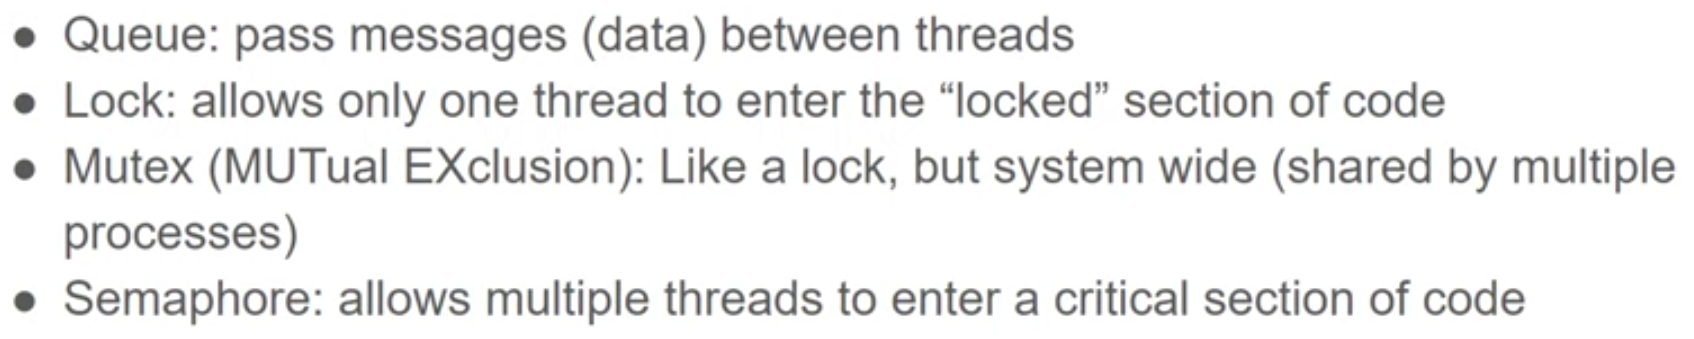 ● Queue: pass messages (data) between threads
● Lock: allows only one thread to enter the “locked” section of code
● Mutex (MUTual EXclusion): Like a lock, but system wide (shared by multiple
processes)
● Semaphore: allows multiple threads to enter a critical section of code